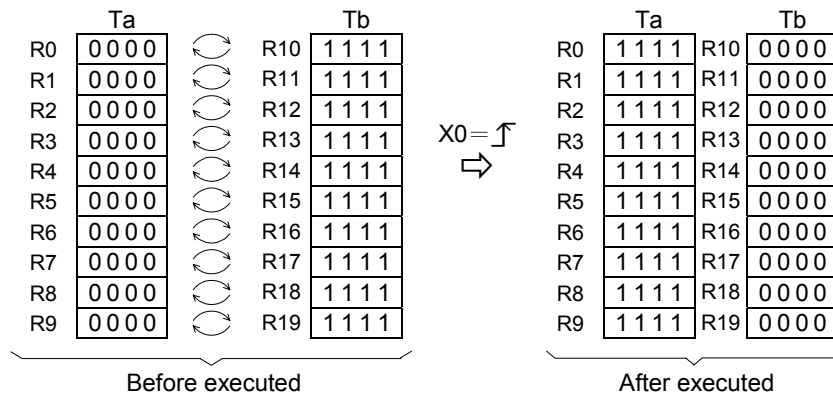 Ta Tb Ta Tb
R0 0000 R10 1111 R0 1111 R10 0000
R1 0000 R11 1111 R1 1111 R11 0000
R2 0000 R12 1111 R2 1111 R12 0000
R3 0000 R13 1111 X0= R3 1111 R13 0000
R4 0000 R14 1111 R4 1111 R14 0000
R5 0000 R15 1111 R5 1111 R15 0000
R6 0000 R16 1111 R6 1111 R16 0000
R7 0000 R17 1111 R7 1111 R17 0000
R8 0000 R18 1111 R8 1111 R18 0000
R9 0000 R19 1111 R9 1111 R19 0000
Before executed After executed